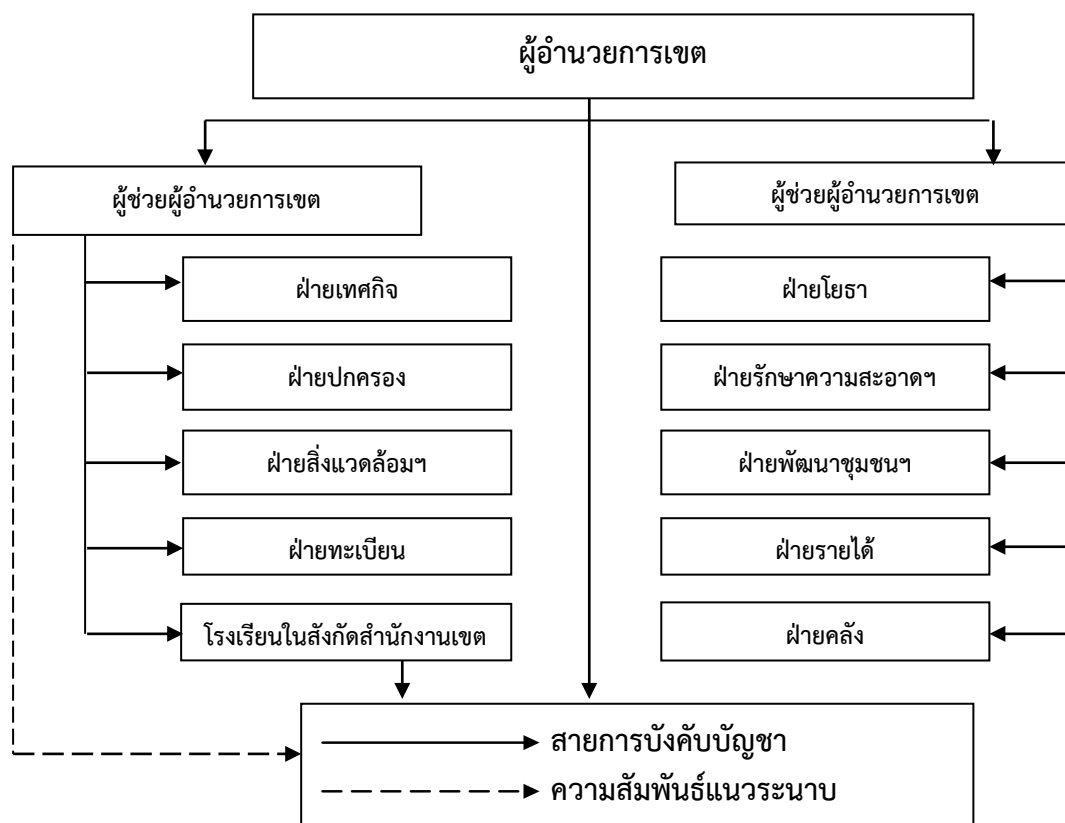 ผู้อำนวยการเขต
ผู้ช่วยผู้อำนวยการเขต
ผู้ช่วยผู้อำนวยการเขต
ฝ่ายเทศกิจ
ฝ่ายโยธา
ฝ่ายปกครอง
ฝ่ายรักษาความสะอาดฯ
ฝ่ายสิ่งแวดล้อมฯ
ฝ่ายพัฒนาชุมชนฯ
ฝ่ายทะเบียน
ฝ่ายรายได้
โรงเรียนในสังกัดสำนักงานเขต
ฝ่ายคลัง
สายการบังคับบัญชา
ความสัมพันธ์แนวระนาบ